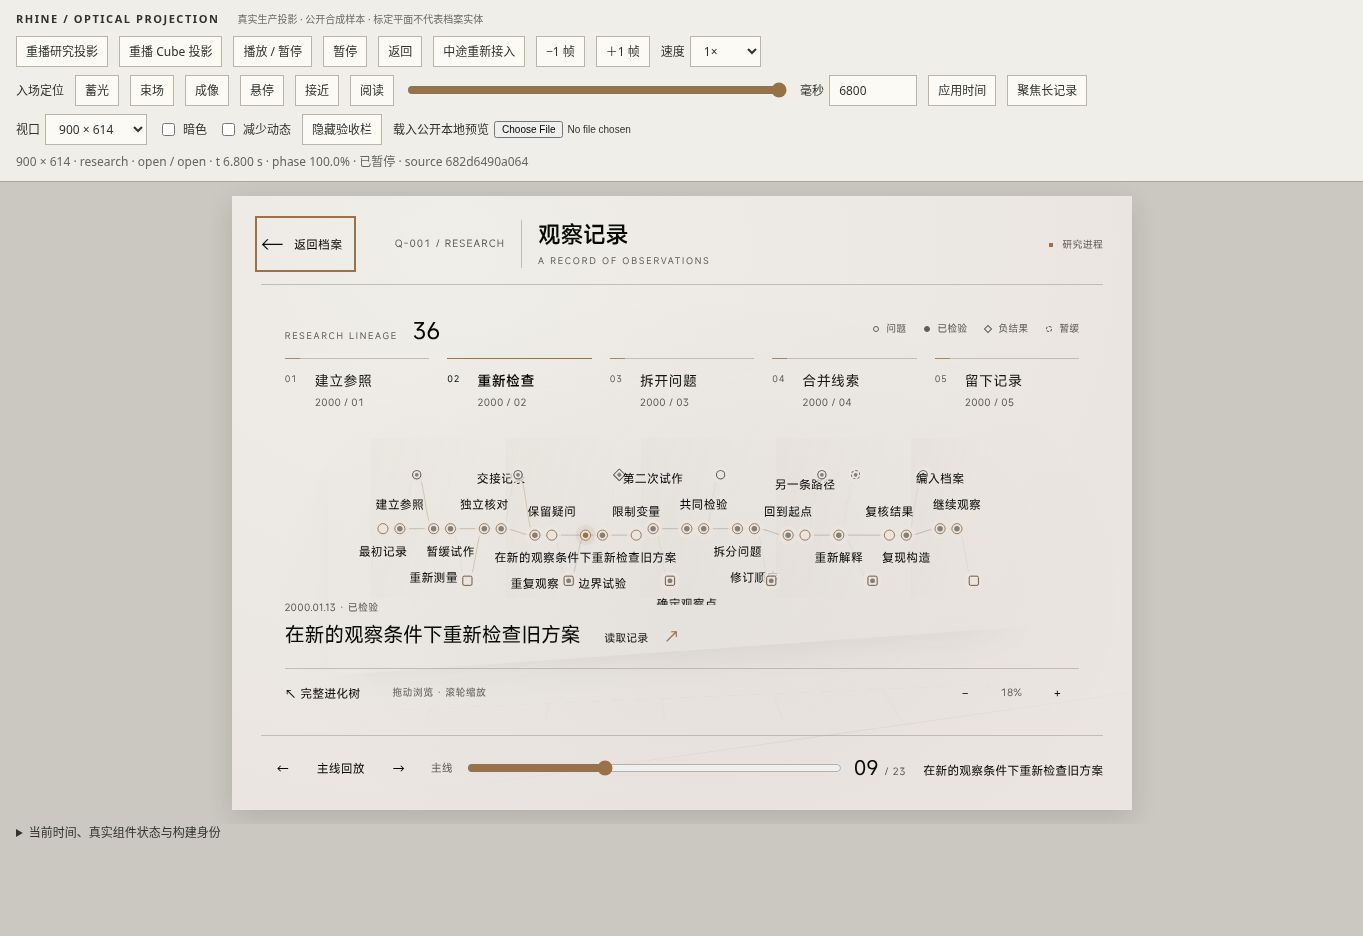 RHINE / OPTICAL PROJECTION 真实生产投影 · 公开合成样本 · 标定平面不代表档案实体
重播研究投影 重播 Cube 投影 播放 / 暂停 暂停 返回 中途重新接入 −1 帧 ＋1 帧 速度 1×
入场定位 蓄光 束场 成像 悬停 接近 阅读 毫秒 6800 应用时间 聚焦长记录
视口 900 × 614 暗色 减少动态 隐藏验收栏 载入公开本地预览 Choose File No file chosen
900 × 614 · research · open / open · t 6.800 s · phase 100.0% · 已暂停 · source 682d6490a064
← 返回档案 Q-001 / RESEARCH 观察记录 研究进程
A RECORD OF OBSERVATIONS
RESEARCH LINEAGE 36 问题 已检验 负结果 暂缓
01 建立参照 02 重新检查 03 拆开问题 04 合并线索 05 留下记录
2000 / 01 2000 / 02 2000 / 03 2000 / 04 2000 / 05
交接记 第二次试作 另一条路径 编入档案
建立参照 独立核对 保留疑问 限制变量 共同检验 回到起点 复核结果 继续观察
最初记录 暂缓试作 在新的观察条件下重新检查旧方案 拆分问题 重新解释 复现构造
重新测量 重复观察 边界试验 修订顺
确定观察点
2000.01.13 · 已检验
在新的观察条件下重新检查旧方案 读取记录 ↗
↖ 完整进化树 拖动浏览 · 滚轮缩放 − 18% +
← 主线回放 → 主线 09 / 23 在新的观察条件下重新检查旧方案
▶ 当前时间、真实组件状态与构建身份